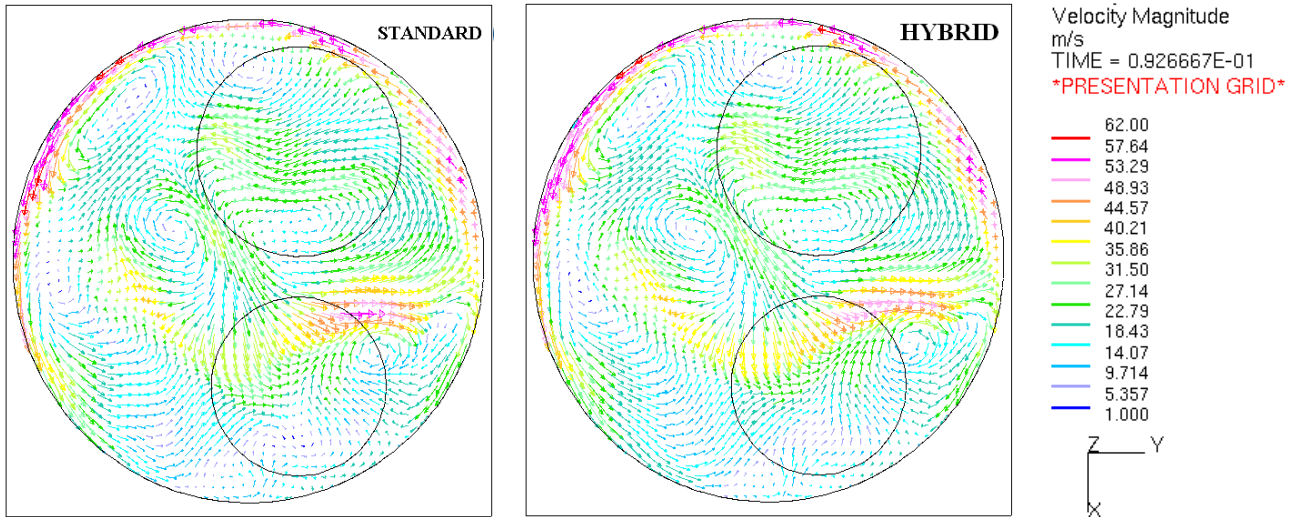 STANDARD
HYBRID
Velocity Magnitude
m/s
TIME = 0.926667E-01
*PRESENTATION GRID*
62.00
57.64
53.29
48.93
44.57
40.21
35.86
31.50
27.14
22.79
18.43
14.07
9.714
5.357
1.000
Z Y
X